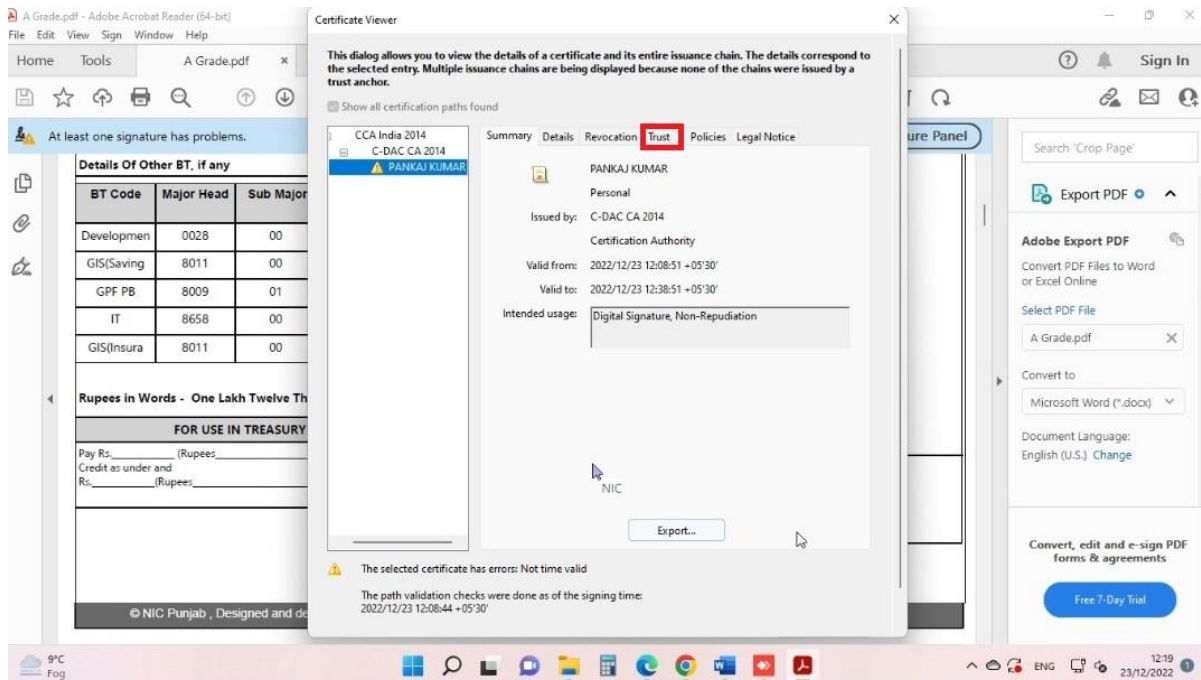 A Grade.pdf - Adobe Acrobat Reader (64-bit)
File Edit View Sign Window Help
Home Tools A Grade.pdf × Sign In
At least one signature has problems.
ure Panel
Details Of Other BT, if any
BT Code Major Head Sub Major
Developmen 0028 00
GIS(Saving 8011 00
GPF PB 8009 01
IT 8658 00
GIS(Insura 8011 00
Rupees in Words - One Lakh Twelve Th
FOR USE IN TREASURY
Pay Rs. (Rupees
Credit as under and
Rs. (Rupees
© NIC Punjab , Designed and de
Certificate Viewer
This dialog allows you to view the details of a certificate and its entire issuance chain. The details correspond to
the selected entry. Multiple issuance chains are being displayed because none of the chains were issued by a
trust anchor.
Show all certification paths found
CCA India 2014
C-DAC CA 2014
PANKAJ KUMAR
Summary Details Revocation Trust Policies Legal Notice
PANKAJ KUMAR
Personal
Issued by: C-DAC CA 2014
Certification Authority
Valid from: 2022/12/23 12:08:51 +05'30'
Valid to: 2022/12/23 12:38:51 +05'30'
Intended usage: Digital Signature, Non-Repudiation
NIC
Export...
The selected certificate has errors: Not time valid
The path validation checks were done as of the signing time:
2022/12/23 12:08:44 +05'30'
Search 'Crop Page'
Export PDF
Adobe Export PDF
Convert PDF Files to Word
or Excel Online
Select PDF File
A Grade.pdf
Convert to
Microsoft Word (*.docx)
Document Language:
English (U.S.) Change
Convert, edit and e-sign PDF
forms & agreements
Free 7-Day Trial
9°C
Fog
ENG
12:19
23/12/2022
1